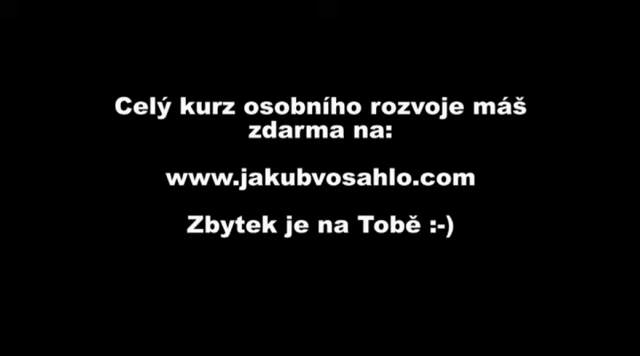 Celý kurz osobního rozvoje máš
zdarma na:
www.jakubvosahlo.com
Zbytek je na Tobě :-)